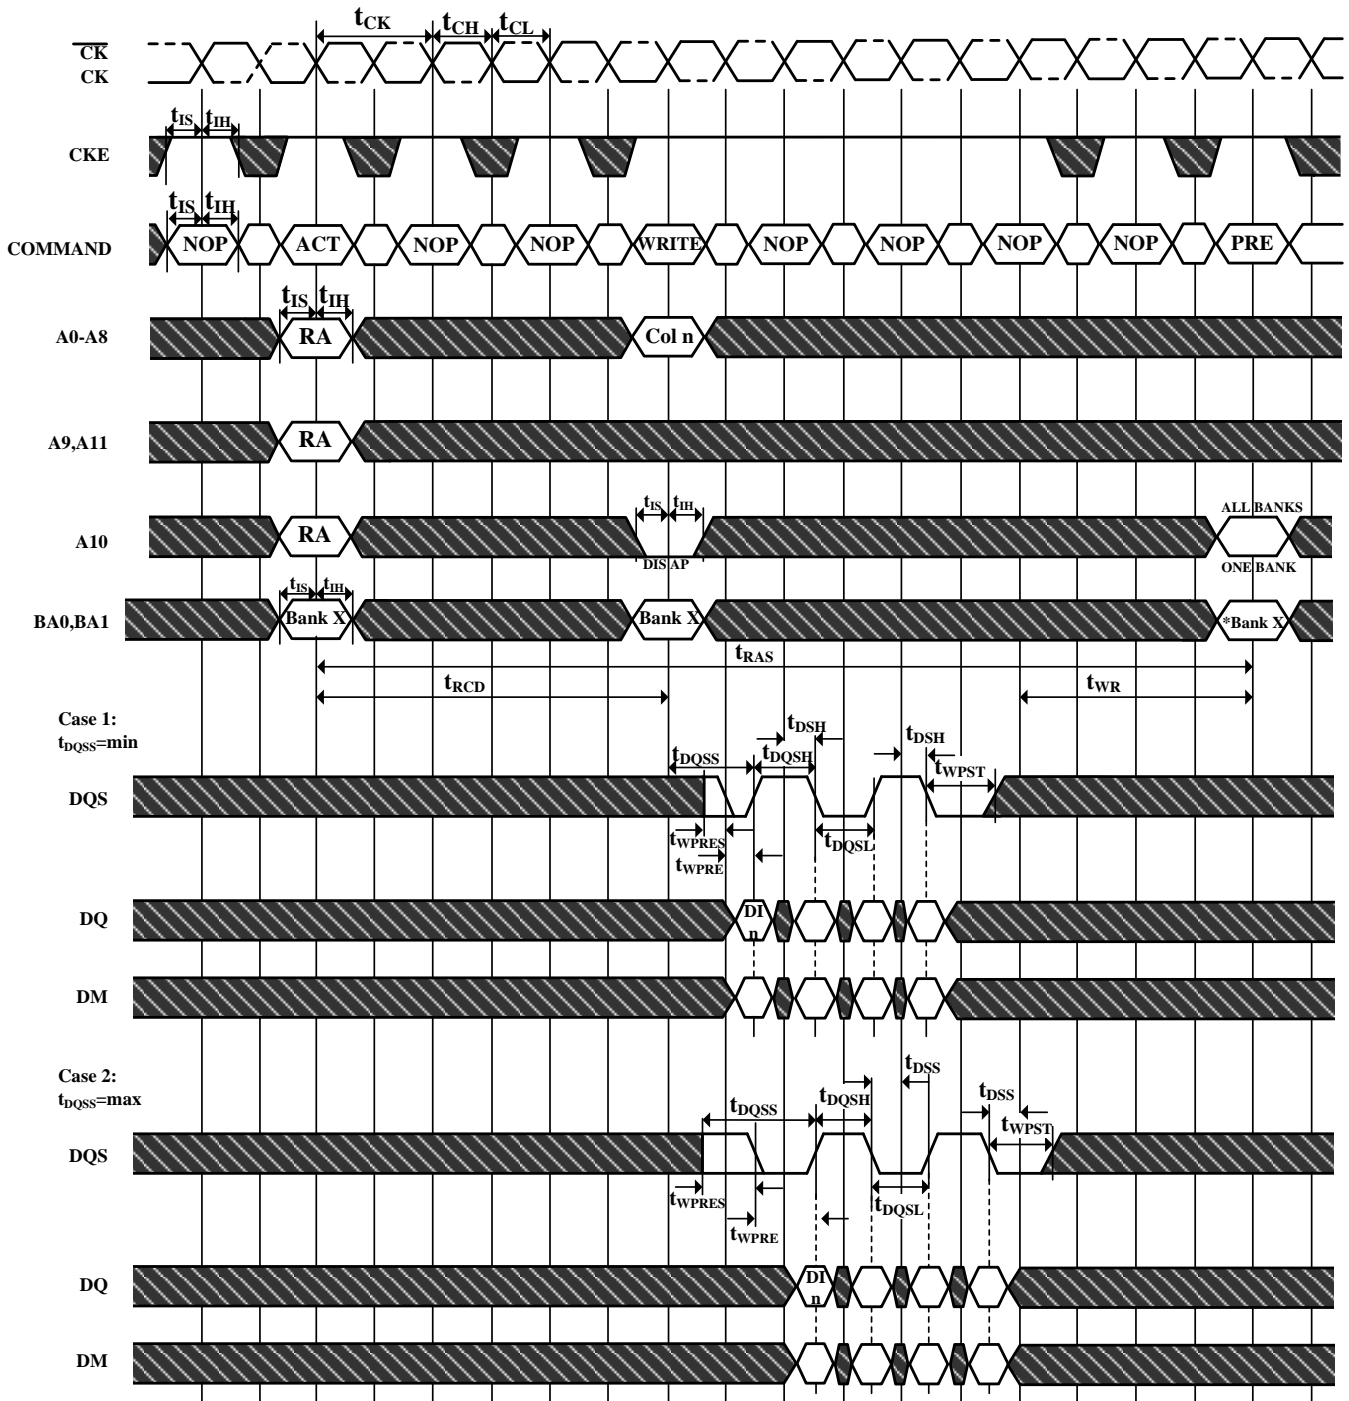 tCK tCH tCL
CK
CK
tIS tIH
CKE
tIS tIH
COMMAND NOP ACT NOP NOP WRITE NOP NOP NOP NOP PRE
tIS tIH
A0-A8 RA Col n
A9,A11 RA
tIS tIH ALL BANKS
A10 RA
DIS AP ONE BANK
tIS tIH
BA0,BA1 Bank X Bank X *Bank X
tRAS
tRCD tWR
Case 1:
tDQSS=min
tDSH tDSH
tDQSS tDQSH tWPST
DQS
tWPRES tDQSL
tWPRE
DQ DI
n
DM
Case 2:
tDQSS=max
tDSS tDSS
tDQSS tDQSH tWPST
DQS
tWPRES tDQSL
tWPRE
DQ DI
n
DM